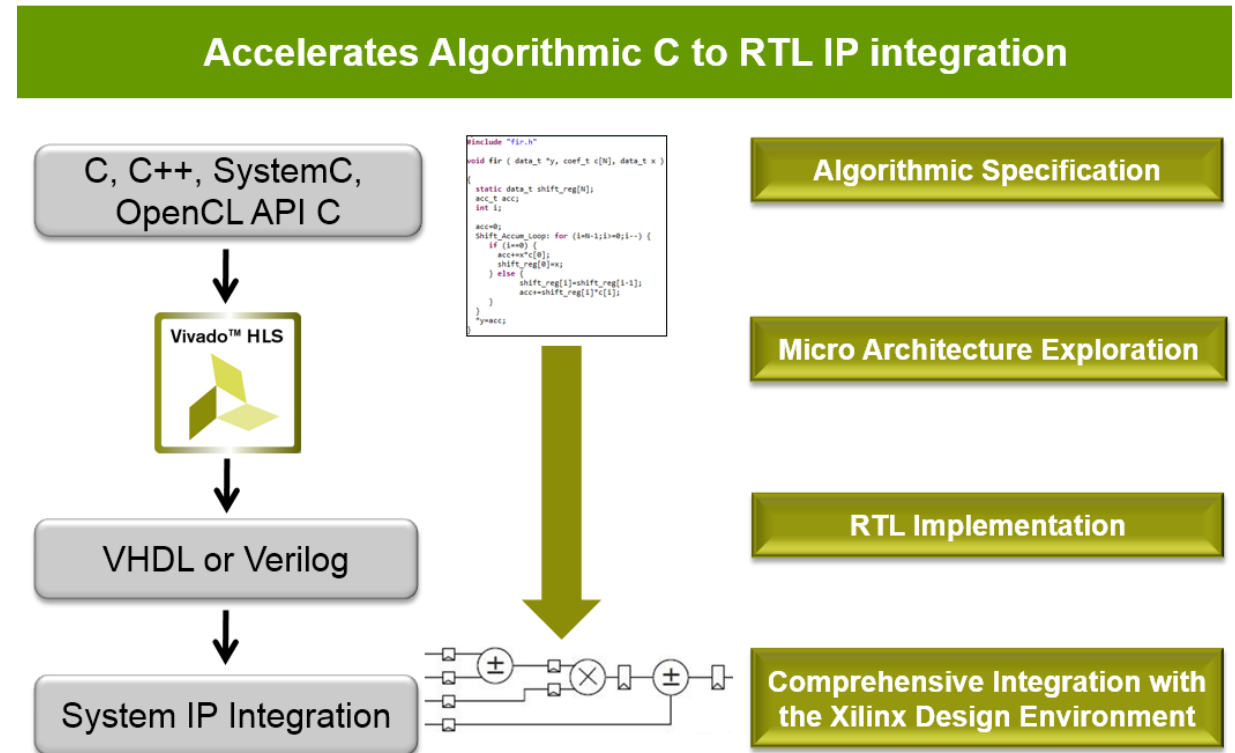 Accelerates Algorithmic C to RTL IP integration
C, C++, SystemC,
OpenCL API C
Vivado™ HLS
VHDL or Verilog
System IP Integration
#include "fir.h"
void fir ( data_t *y, coef_t c[N], data_t x )
{
static data_t shift_reg[N];
acc_t acc;
int i;
acc=0;
Shift_Accum_Loop: for (i=N-1;i>=0;i--) {
if (i==0) {
acc+=x*c[0];
shift_reg[0]=x;
} else {
shift_reg[i]=shift_reg[i-1];
acc+=shift_reg[i]*c[i];
}
}
*y=acc;
}
±
×
±
Algorithmic Specification
Micro Architecture Exploration
RTL Implementation
Comprehensive Integration with
the Xilinx Design Environment